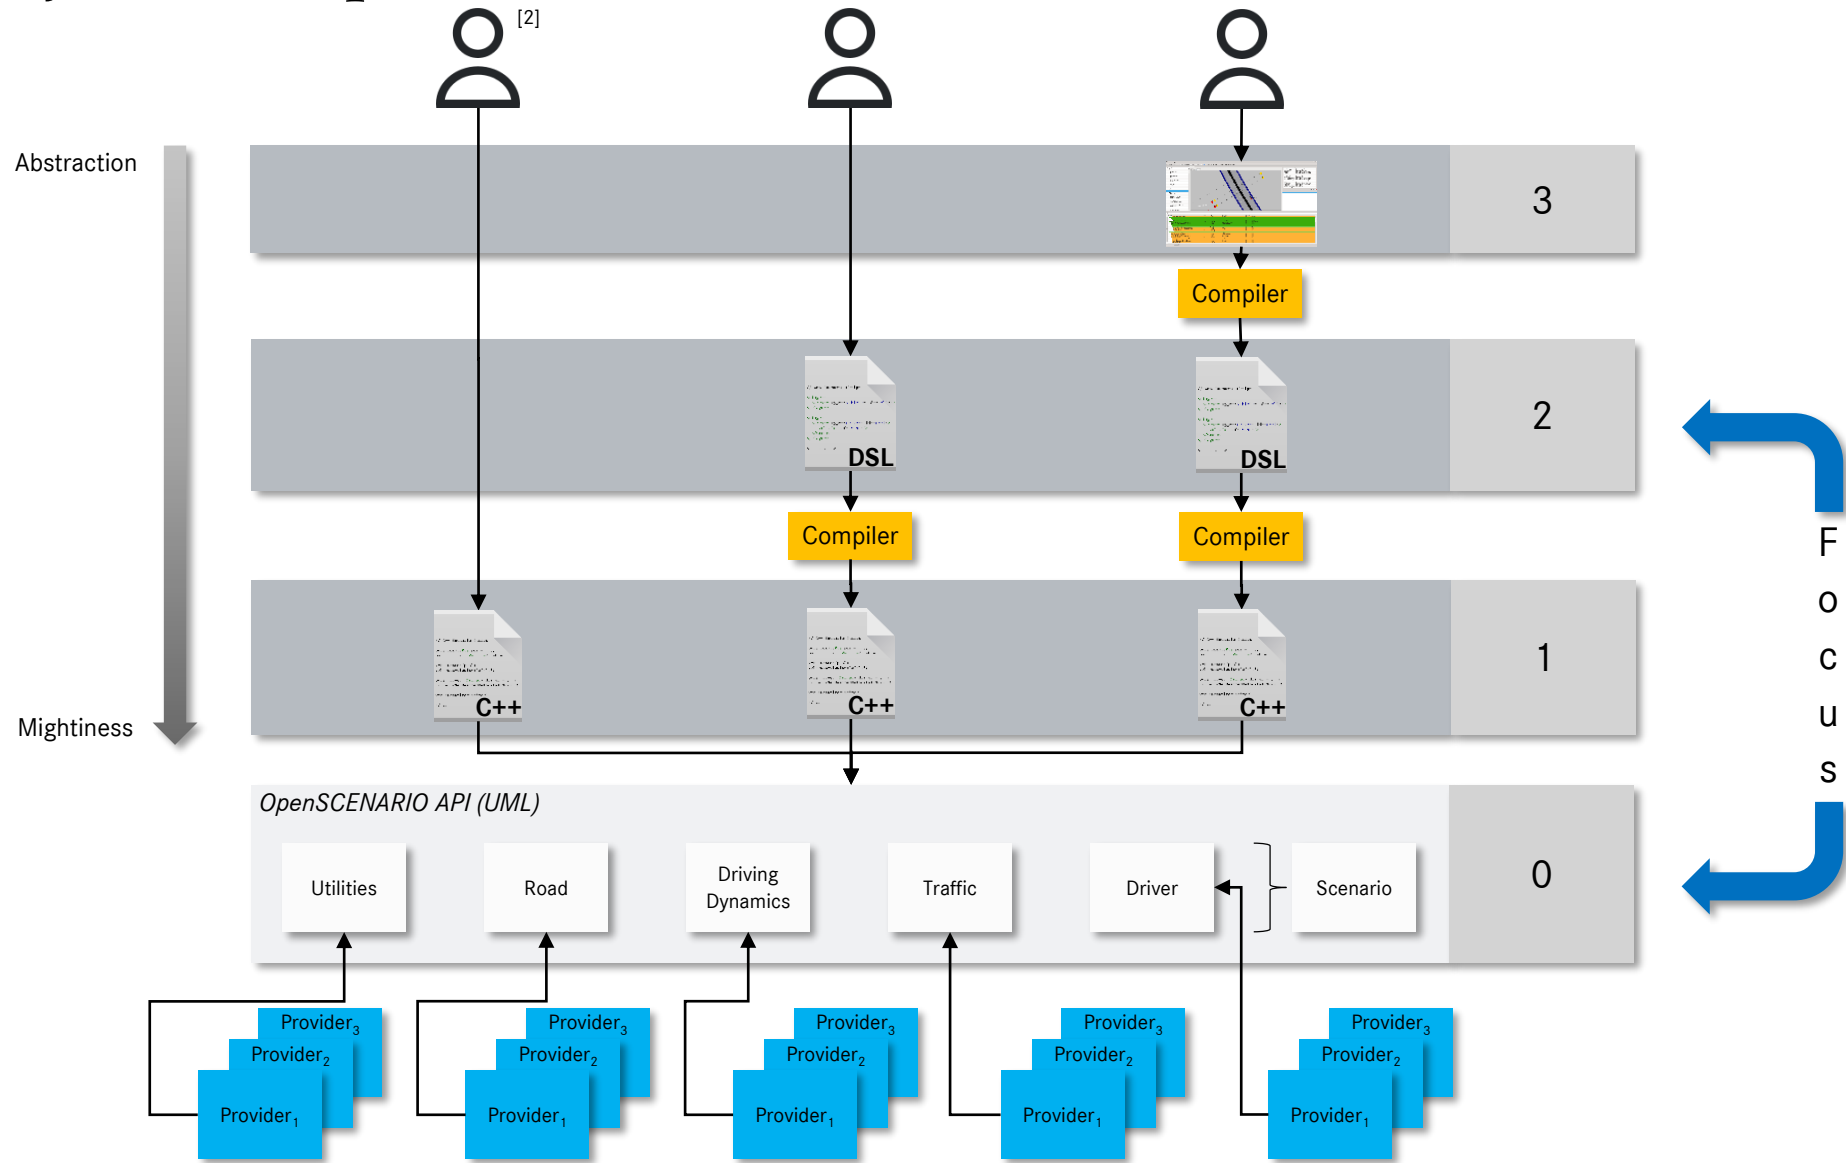 [2]
Abstraction
3
Compiler
2
DSL
DSL
Compiler
Compiler
F
o
c
u
s
1
C++
C++
C++
Mightiness
OpenSCENARIO API (UML)
Utilities
Road
Driving
Dynamics
Traffic
Driver
Scenario
0
Provider3
Provider2
Provider1
Provider3
Provider2
Provider1
Provider3
Provider2
Provider1
Provider3
Provider2
Provider1
Provider3
Provider2
Provider1